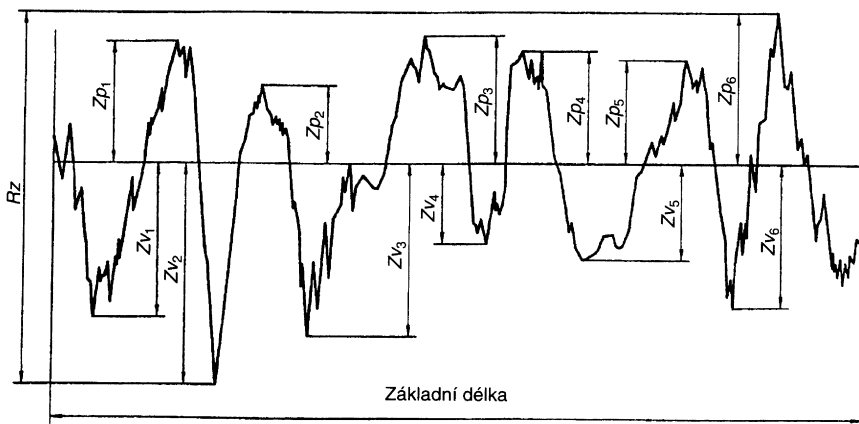 Rz
Zp1
Zv1
Zv2
Zp2
Zv3
Zp3
Zv4
Zp4
Zp5
Zv5
Zp6
Zv6
Základní délka